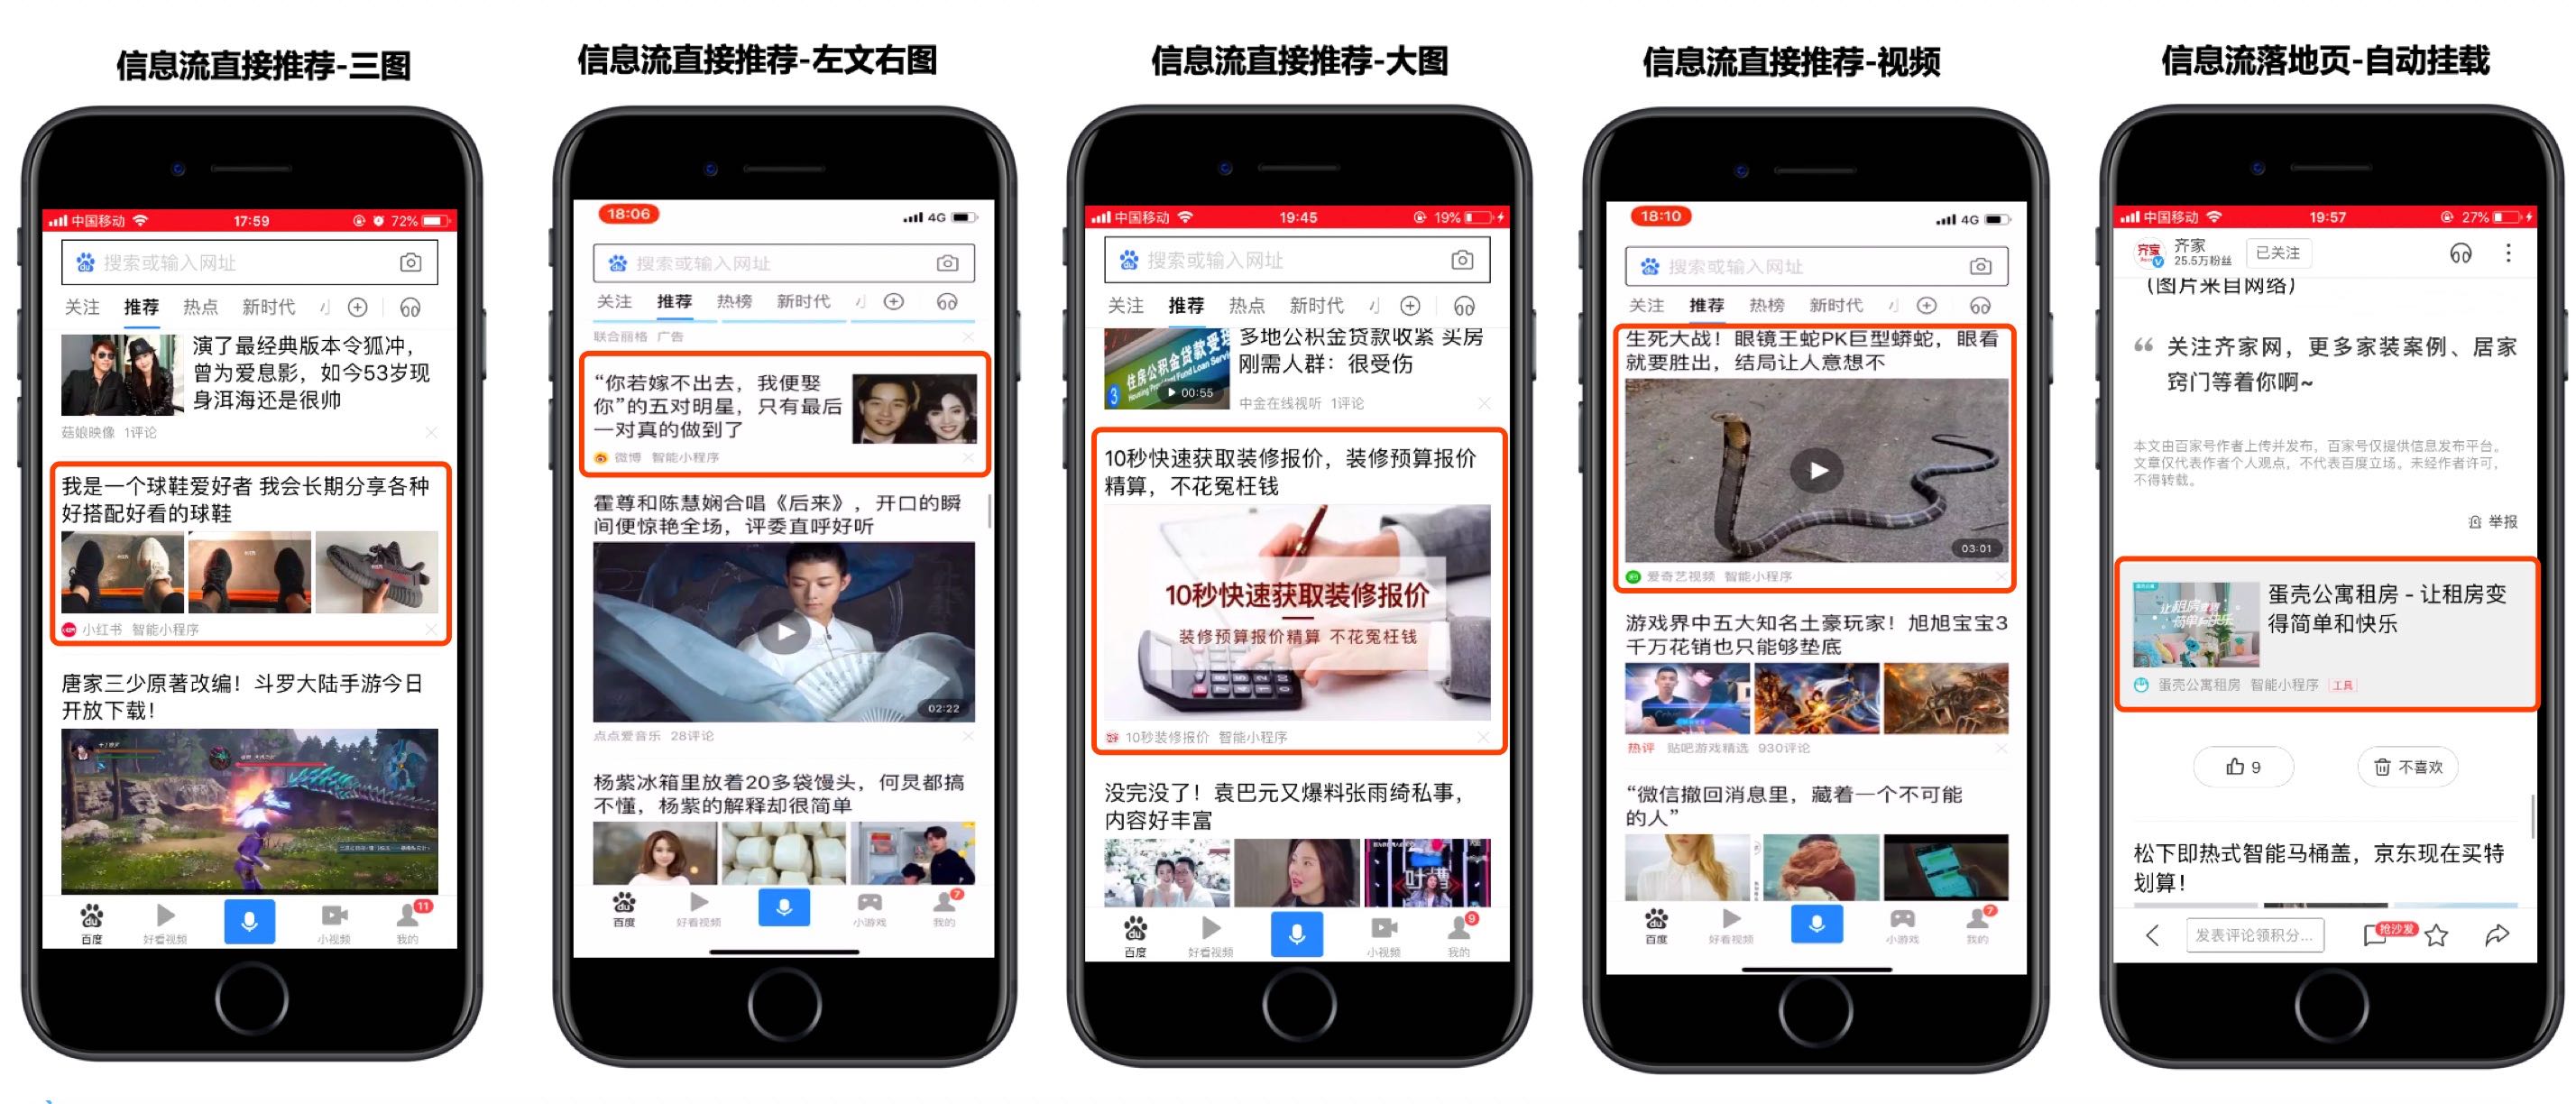 信息流直接推荐-三图
中国移动
17:59
72%
搜索或输入网址
关注 推荐 热点 新时代
演了最经典版本令狐冲，
曾为爱息影，如今53岁现
身洱海还是很帅
菇娘映像 1评论
我是一个球鞋爱好者 我会长期分享各种
好搭配好看的球鞋
小红书 智能小程序
唐家三少原著改编！斗罗大陆手游今日
开放下载！
11
百度 好看视频 小视频 我的
信息流直接推荐-左文右图
18:06
4G
搜索或输入网址
关注 推荐 热榜 新时代
联合丽格 广告
“你若嫁不出去，我便娶
你”的五对明星，只有最后
一对真的做到了
微博 智能小程序
霍尊和陈慧娴合唱《后来》，开口的瞬
间便惊艳全场，评委直呼好听
02:22
点点爱音乐 28评论
杨紫冰箱里放着20多袋馒头，何炅都搞
不懂，杨紫的解释却很简单
7
百度 好看视频 小游戏 我的
信息流直接推荐-大图
中国移动
19:45
19%
搜索或输入网址
关注 推荐 热点 新时代
住房公积金贷款受理
3
00:55
多地公积金贷款收紧 买房
刚需人群：很受伤
中金在线视听 1评论
10秒快速获取装修报价，装修预算报价
精算，不花冤枉钱
10秒快速获取装修报价
装修预算报价精算 不花冤枉钱
10秒装修报价 智能小程序
没完没了！袁巴元又爆料张雨绮私事，
内容好丰富
吐槽
9
百度 好看视频 小视频 我的
信息流直接推荐-视频
18:10
4G
搜索或输入网址
关注 推荐 热榜 新时代
生死大战！眼镜王蛇PK巨型蟒蛇，眼看
就要胜出，结局让人意想不
03:01
爱奇艺视频 智能小程序
游戏界中五大知名土豪玩家！旭旭宝宝3
千万花销也只能够垫底
热评 贴吧游戏精选 930评论
“微信撤回消息里，藏着一个不可能
的人”
7
百度 好看视频 小游戏 我的
信息流落地页-自动挂载
中国移动
19:57
27%
齐家
齐家
25.5万粉丝
已关注
（图片来自网络）
关注齐家网，更多家装案例、居家
窍门等着你啊~
本文由百家号作者上传并发布，百家号仅提供信息发布平台。
文章仅代表作者个人观点，不代表百度立场。未经作者许可，
不得转载。
举报
让租房变得
简单和快乐
蛋壳公寓租房 - 让租房变
得简单和快乐
蛋壳公寓租房 智能小程序 工具
9
不喜欢
松下即热式智能马桶盖，京东现在买特
划算！
发表评论领积分...
抢沙发